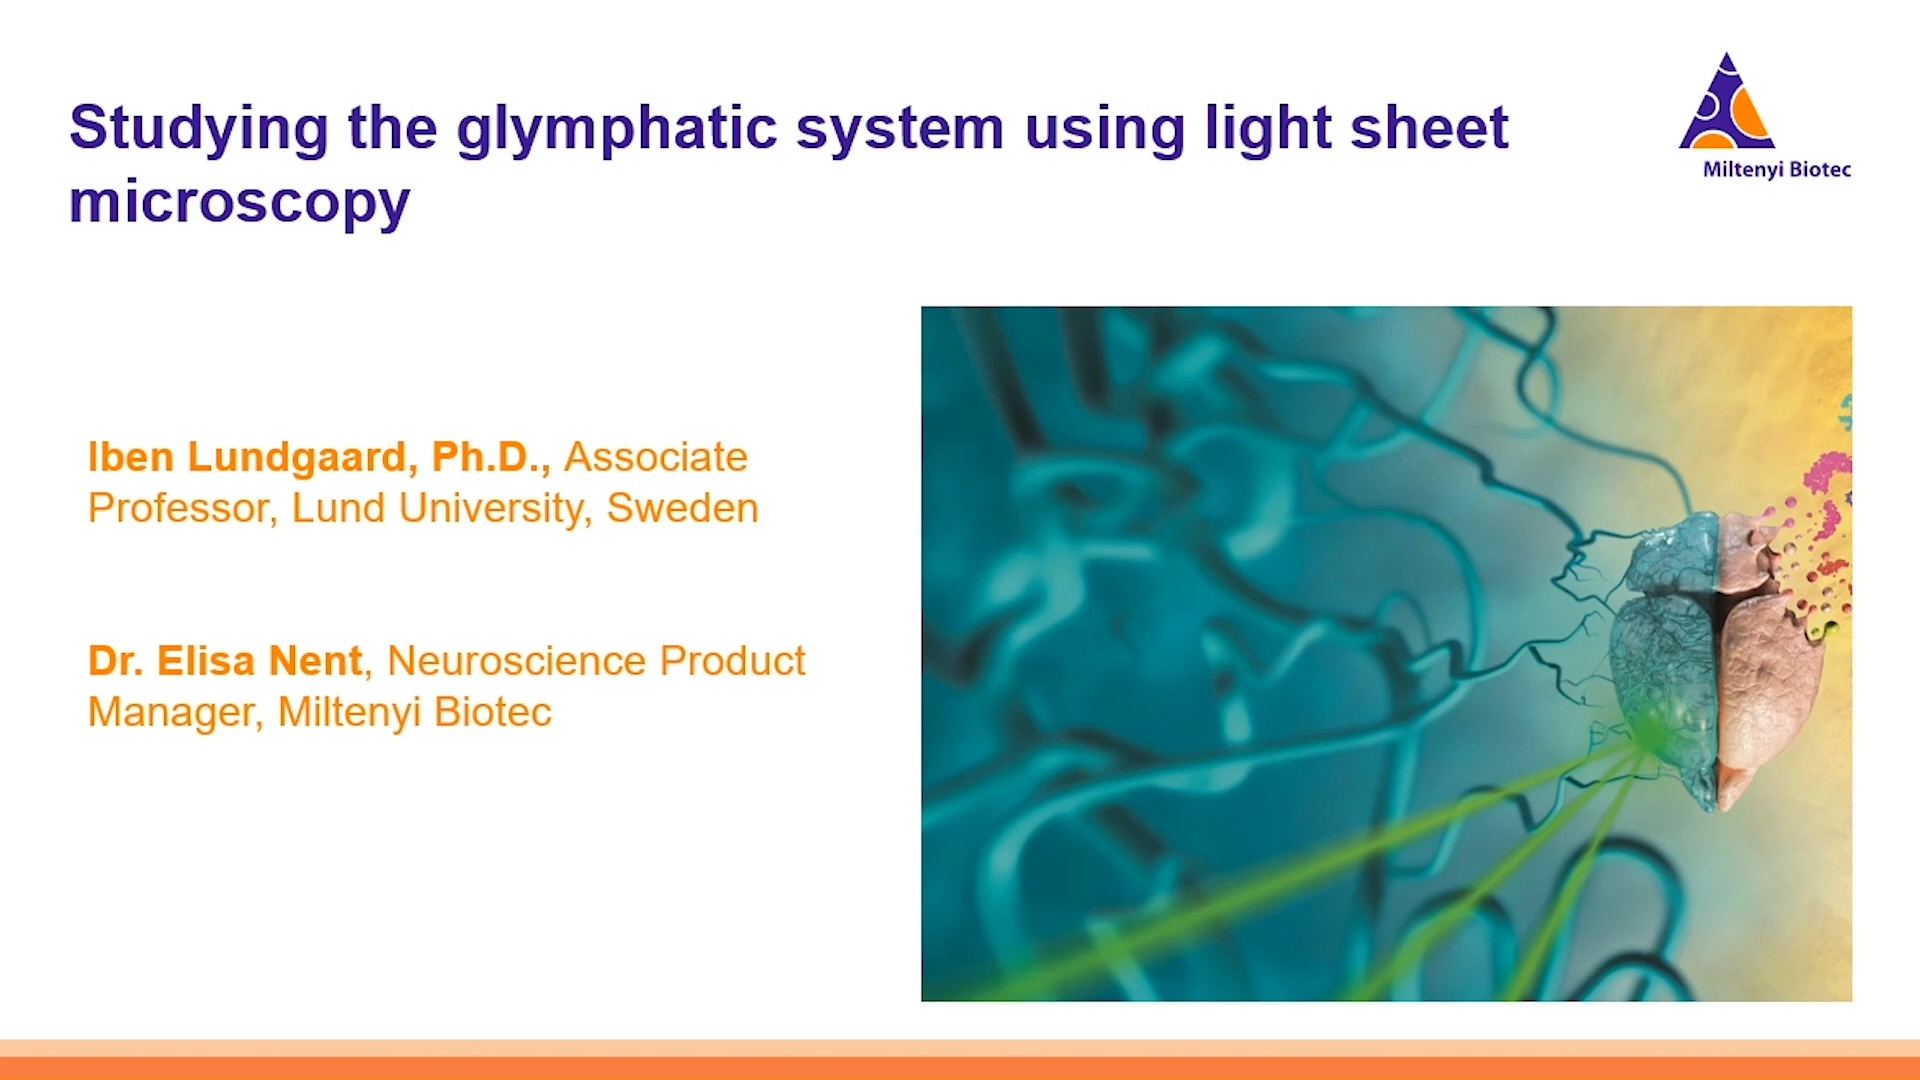 Studying the glymphatic system using light sheet
microscopy
Miltenyi Biotec
Iben Lundgaard, Ph.D., Associate
Professor, Lund University, Sweden
Dr. Elisa Nent, Neuroscience Product
Manager, Miltenyi Biotec